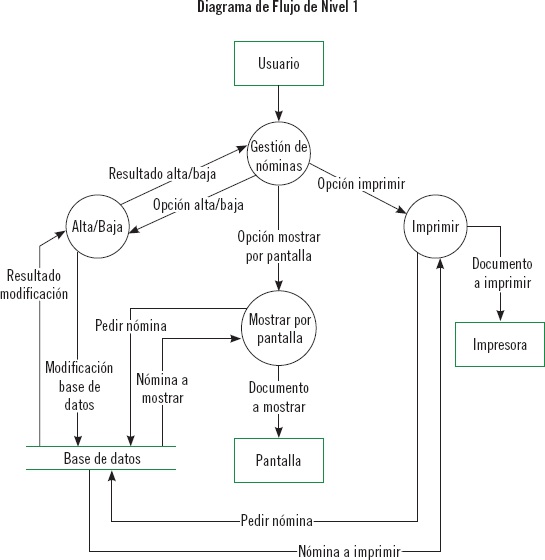 Diagrama de Flujo de Nivel 1
Usuario
Gestión de
nóminas
Resultado alta/baja
Opción alta/baja
Opción imprimir
Alta/Baja
Imprimir
Opción mostrar
por pantalla
Resultado
modificación
Documento
a imprimir
Pedir nómina
Mostrar por
pantalla
Impresora
Modificación
base de
datos
Nómina a
mostrar
Documento
a mostrar
Base de datos
Pantalla
Pedir nómina
Nómina a imprimir